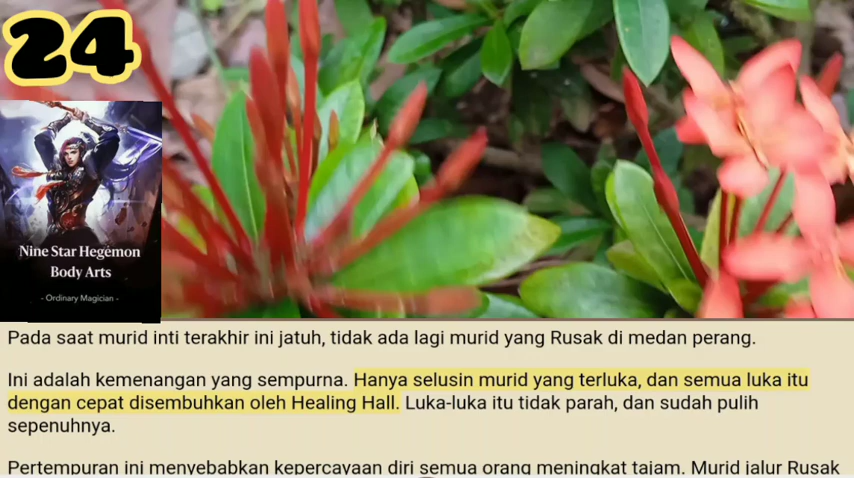 24
Nine Star Hegemon
Body Arts
- Ordinary Magician -
Pada saat murid inti terakhir ini jatuh, tidak ada lagi murid yang Rusak di medan perang.
Ini adalah kemenangan yang sempurna. Hanya selusin murid yang terluka, dan semua luka itu
dengan cepat disembuhkan oleh Healing Hall. Luka-luka itu tidak parah, dan sudah pulih
sepenuhnya.
Pertempuran ini menyebabkan kepercayaan diri semua orang meningkat tajam. Murid jalur Rusak